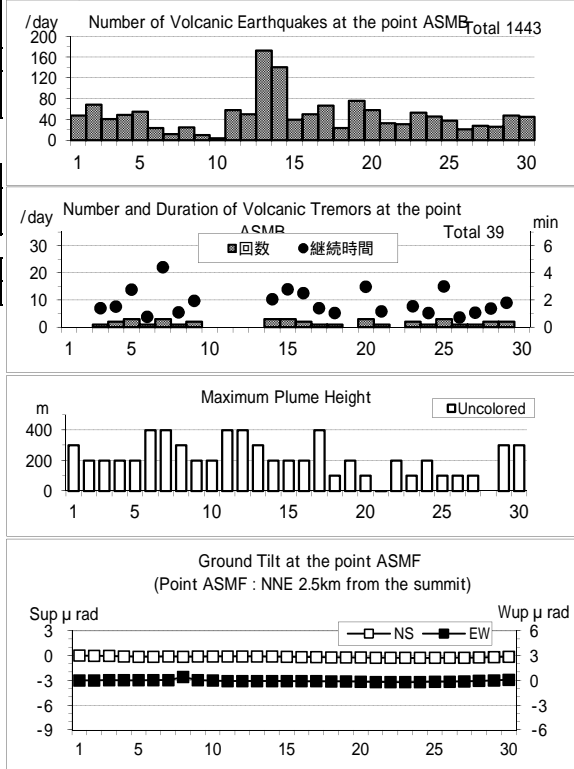 /day Number of Volcanic Earthquakes at the point ASMB Total 1443
200
160
120
80
40
0
1 5 10 15 20 25 30
/day Number and Duration of Volcanic Tremors at the point ASMB Total 39 min
回数 継続時間
30 6
20 4
10 2
0 0
1 5 10 15 20 25 30
Maximum Plume Height
m Uncolored
400
200
0
1 5 10 15 20 25 30
Ground Tilt at the point ASMF
(Point ASMF : NNE 2.5km from the summit)
Sup μ rad Wup μ rad
NS EW
3 6
0 3
-3 0
-6 -3
-9 -6
1 5 10 15 20 25 30